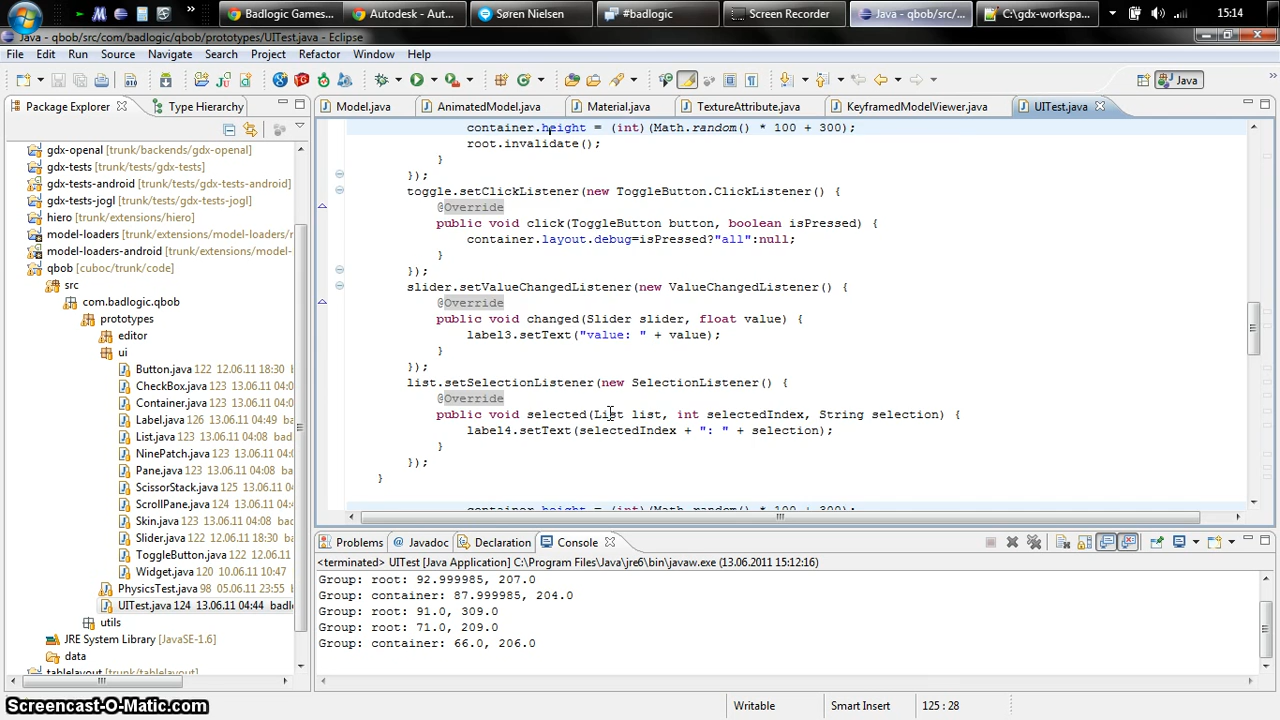 Badlogic Games...
Autodesk - Aut...
Søren Nielsen
#badlogic
Screen Recorder
Java - qbob/src/...
C:\gdx-workspa...
15:14
Java - qbob/src/com/badlogic/qbob/prototypes/UITest.java - Eclipse
File Edit Run Source Navigate Search Project Refactor Window Help
Java
Package Explorer
Type Hierarchy
Model.java
AnimatedModel.java
Material.java
TextureAttribute.java
KeyframedModelViewer.java
UITest.java
gdx-openal [trunk/backends/gdx-openal]
gdx-tests [trunk/tests/gdx-tests]
gdx-tests-android [trunk/tests/gdx-tests-android]
gdx-tests-jogl [trunk/tests/gdx-tests-jogl]
hiero [trunk/extensions/hiero]
model-loaders [trunk/extensions/model-loaders/r
model-loaders-android [trunk/extensions/model-
qbob [cuboc/trunk/code]
src
com.badlogic.qbob
prototypes
editor
ui
Button.java 122 12.06.11 18:30
CheckBox.java 123 13.06.11 04:0
Container.java 123 13.06.11 04:0
Label.java 124 13.06.11 04:4
List.java 123 13.06.11 04:08
NinePatch.java 123 13.06.11 04:0
Pane.java 123 13.06.11 04:08
ScissorStack.java 125 13.06.11
ScrollPane.java 124 13.06.11 04
Skin.java 123 13.06.11 04:08
Slider.java 122 12.06.11 18:30
ToggleButton.java 122 12.06.11
Widget.java 120 10.06.11 10:47
PhysicsTest.java 98 05.06.11 23:55
UITest.java 124 13.06.11 04:44 badl
utils
JRE System Library [JavaSE-1.6]
data
tablelayout
container.height = (int)(Math.random() * 100 + 300);
root.invalidate();
}
});
toggle.setClickListener(new ToggleButton.ClickListener() {
@Override
public void click(ToggleButton button, boolean isPressed) {
container.layout.debug=isPressed?"all":null;
}
});
slider.setValueChangedListener(new ValueChangedListener() {
@Override
public void changed(Slider slider, float value) {
label3.setText("value: " + value);
}
});
list.setSelectionListener(new SelectionListener() {
@Override
public void selected(List list, int selectedIndex, String selection) {
label4.setText(selectedIndex + ": " + selection);
}
});
}
container.height = (int)(Math.random() * 100 + 300);
Problems
Javadoc
Declaration
Console
<terminated> UITest [Java Application] C:\Program Files\Java\jre6\bin\javaw.exe (13.06.2011 15:12:16)
Group: root: 92.999985, 207.0
Group: container: 87.999985, 204.0
Group: root: 91.0, 309.0
Group: root: 71.0, 209.0
Group: container: 66.0, 206.0
Writable
Smart Insert
125 : 28
Screencast-O-Matic.com